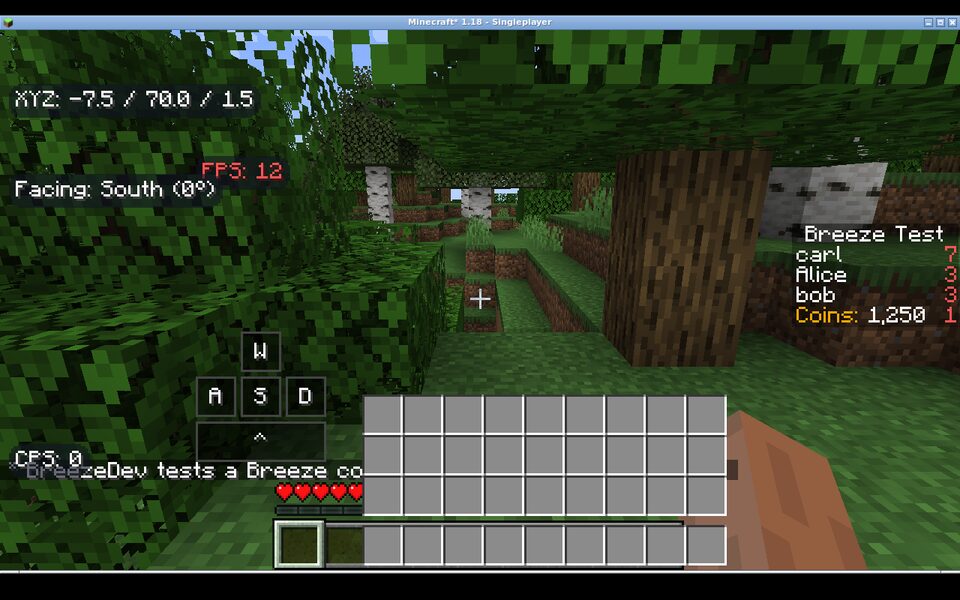 Minecraft* 1.18 - Singleplayer
XYZ: -7.5 / 70.0 / 1.5
FPS: 12
Facing: South (0°)
Breeze Test
carl 7
Alice 3
bob 3
Coins: 1,250 1
W
A S D
^
CPS: 0
BreezeDev tests a Breeze co